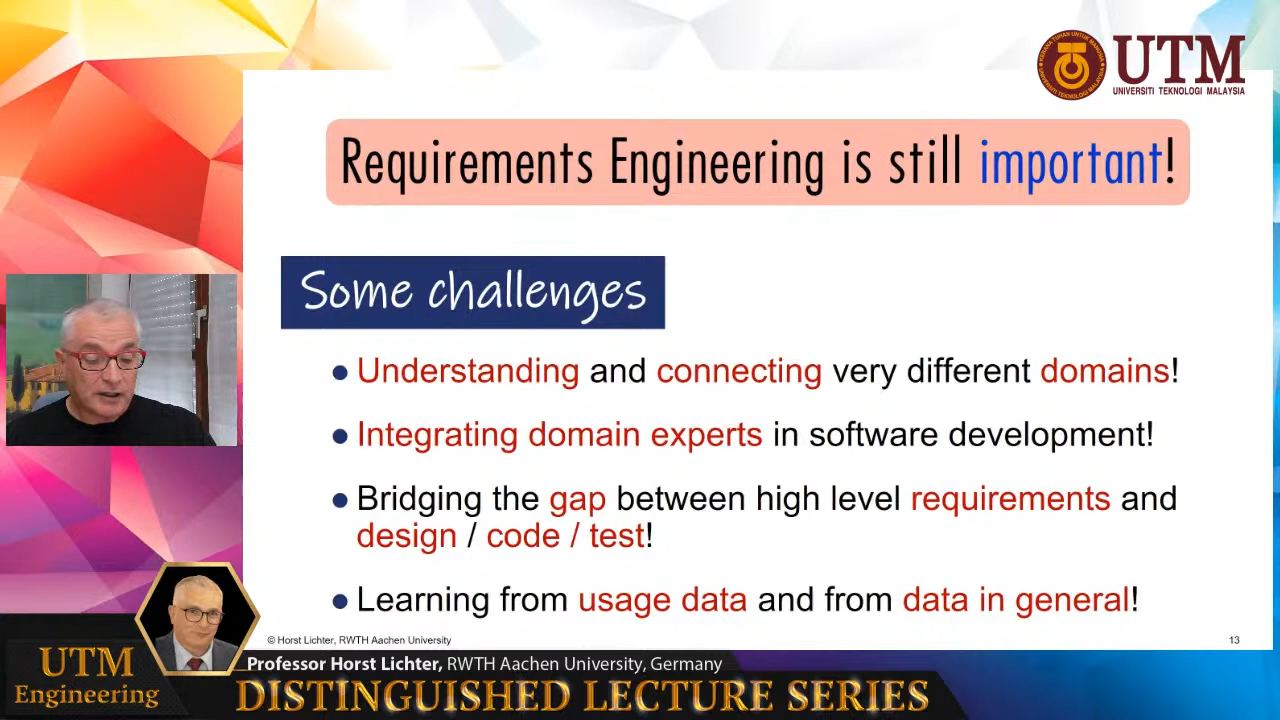 UTM
UNIVERSITI TEKNOLOGI MALAYSIA
Requirements Engineering is still important!
Some challenges
● Understanding and connecting very different domains!
● Integrating domain experts in software development!
● Bridging the gap between high level requirements and
design / code / test!
● Learning from usage data and from data in general!
© Horst Lichter, RWTH Aachen University
13
Professor Horst Lichter, RWTH Aachen University, Germany
UTM
Engineering
DISTINGUISHED LECTURE SERIES